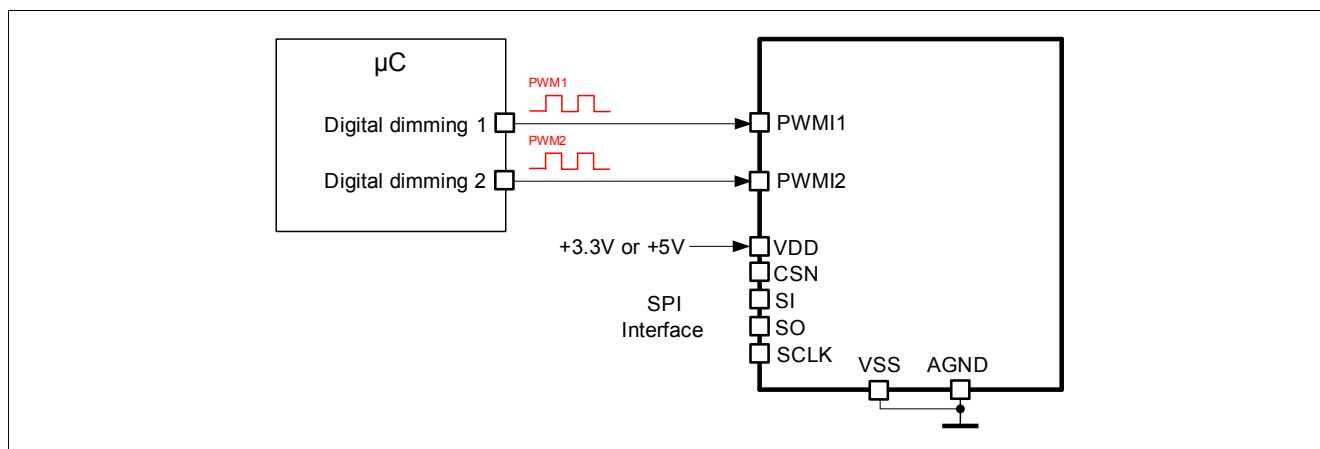 µC
PWM1
Digital dimming 1
PWMI1
PWM2
Digital dimming 2
PWMI2
+3.3V or +5V
VDD
CSN
SPI
Interface
SI
SO
SCLK
VSS
AGND